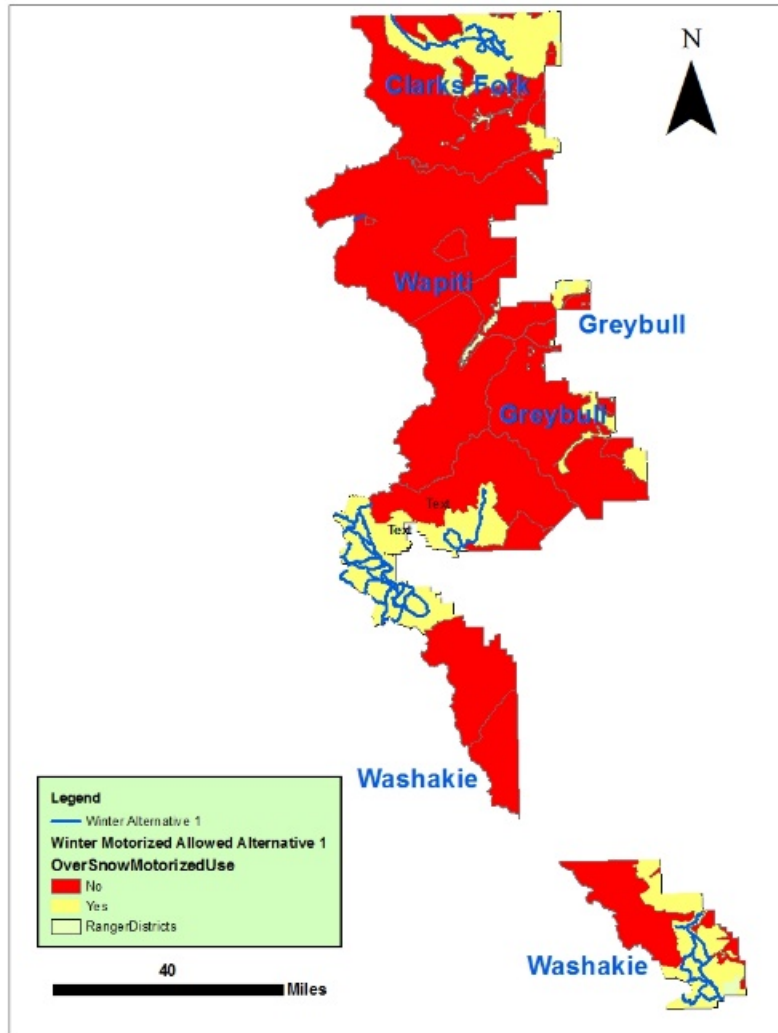 N
Clarks Fork
Wapiti
Greybull
Greybull
Text
Text
Washakie
Legend
Winter Alternative 1
Winter Motorized Allowed Alternative 1
OverSnowMotorizedUse
No
Yes
RangerDistricts
40
Miles
Washakie